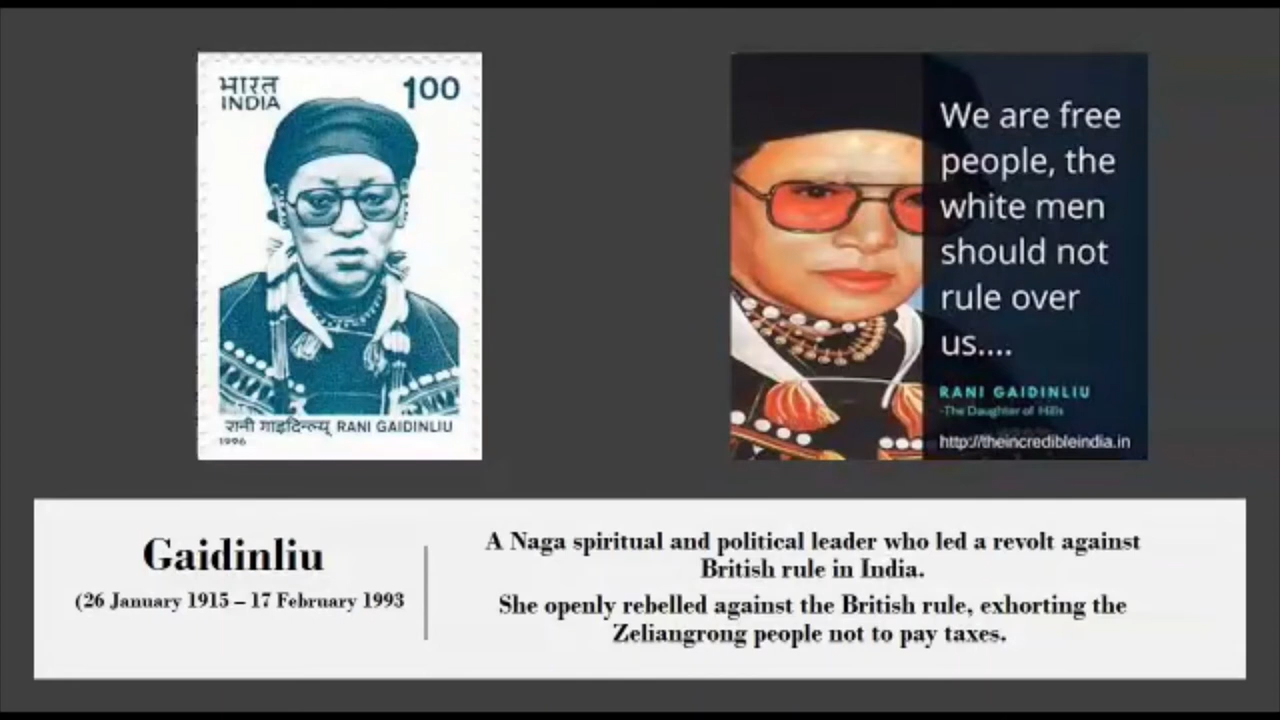 भारत
INDIA
100
रानी गाइदिन्ल्यू RANI GAIDINLIU
1996
We are free
people, the
white men
should not
rule over
us....
RANI GAIDINLIU
-The Daughter of Hills
http://theincredibleindia.in
Gaidinliu
(26 January 1915 – 17 February 1993
A Naga spiritual and political leader who led a revolt against
British rule in India.
She openly rebelled against the British rule, exhorting the
Zeliangrong people not to pay taxes.